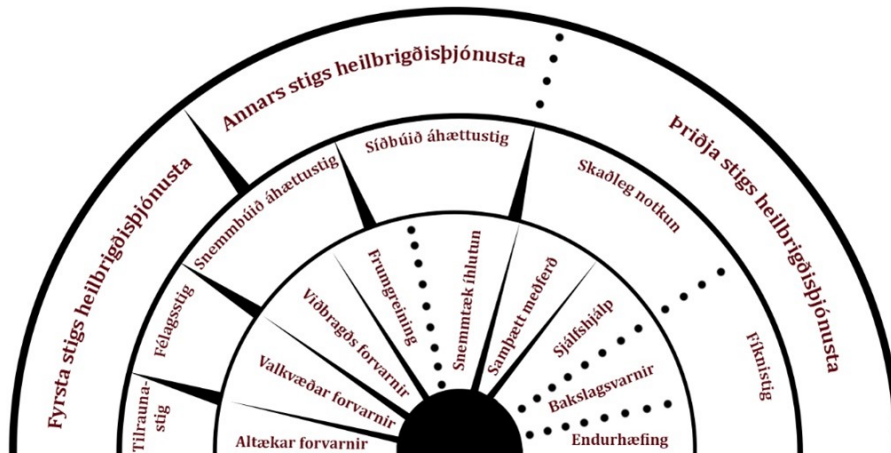 Fyrsta stigs heilbrigðisþjónusta
Annars stigs heilbrigðisþjónusta
Þriðja stigs heilbrigðisþjónusta
Tilrauna-
stig
Félagsstig
Snemmbúið áhættustig
Síðbúið áhættustig
Skaðleg notkun
Fíknistig
Altækar forvarnir
Valkvæðar forvarnir
Viðbragðs forvarnir
Frumgreining
Snemmtæk íhlutun
Samþætt meðferð
Sjálfshjálp
Bakslagsvarnir
Endurhæfing